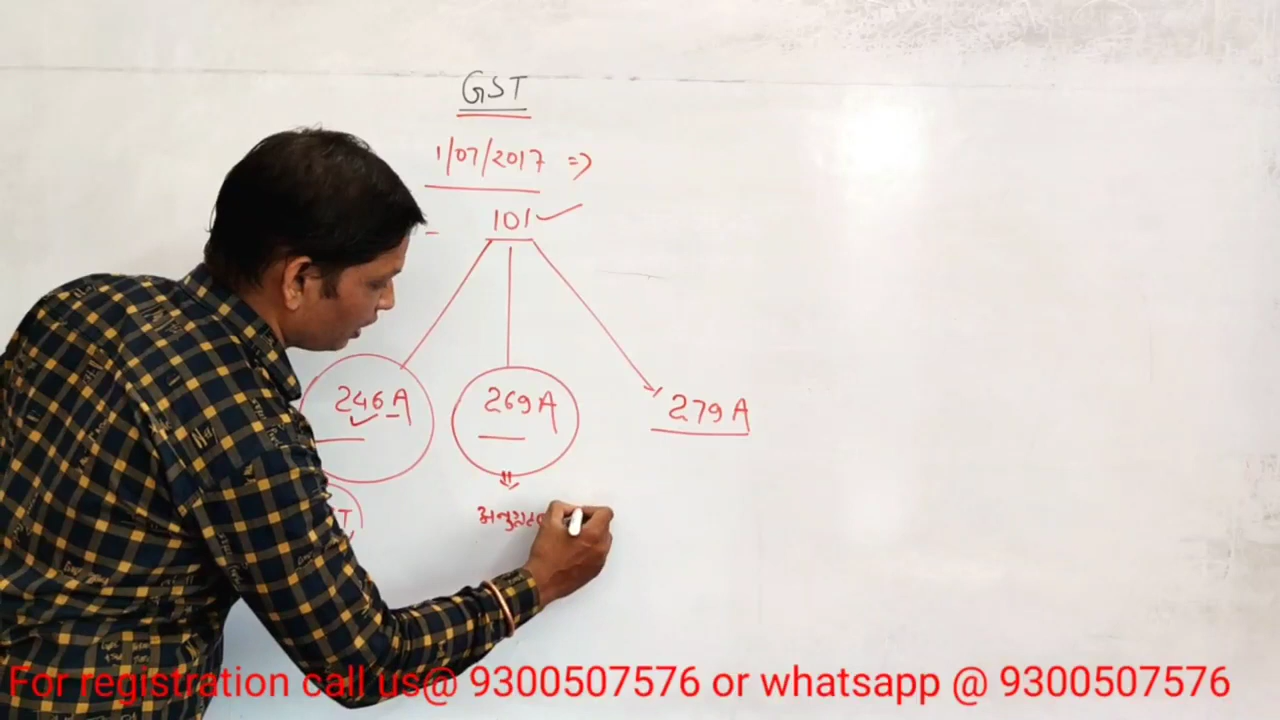 GST
1/07/2017 =>
101
246A 269A 279A
For registration call us@ 9300507576 or whatsapp @ 9300507576